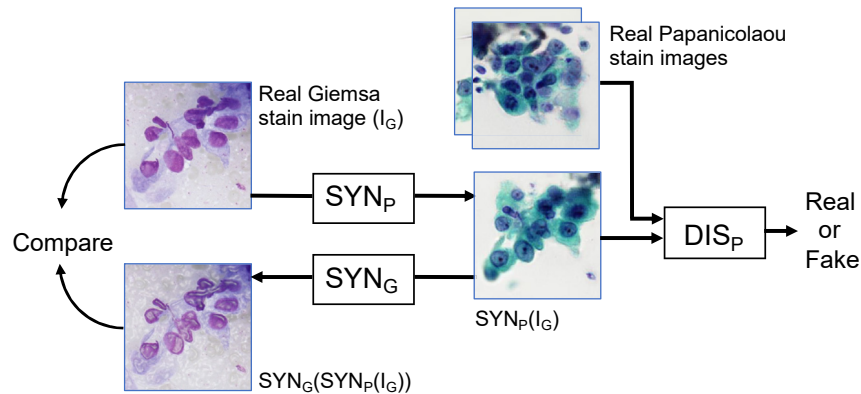 Real Papanicolaou
stain images
Real Giemsa
stain image (I_G)
SYN_P
Compare
DIS_P
Real
or
Fake
SYN_G
SYN_P(I_G)
SYN_G(SYN_P(I_G))